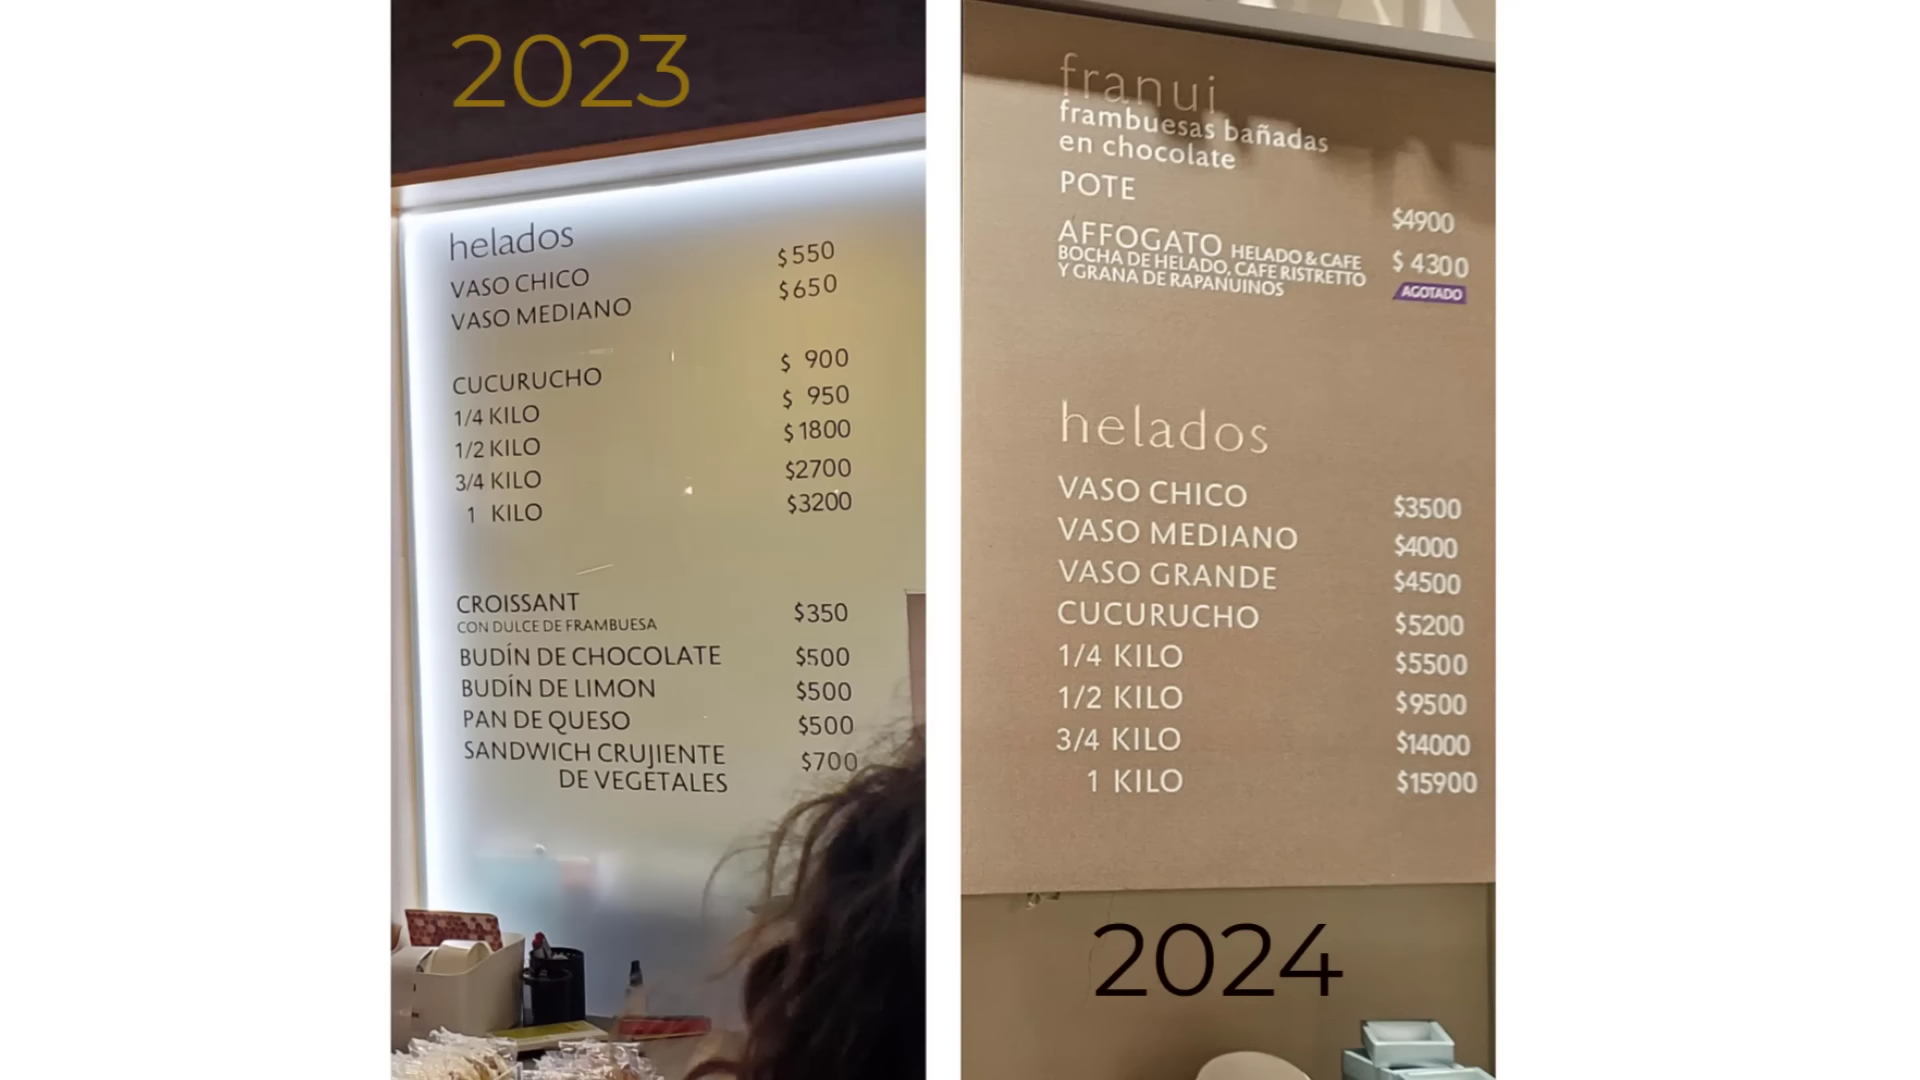 2023
helados
VASO CHICO $550
VASO MEDIANO $650
CUCURUCHO $ 900
1/4 KILO $ 950
1/2 KILO $1800
3/4 KILO $2700
1 KILO $3200
CROISSANT $350
CON DULCE DE FRAMBUESA
BUDÍN DE CHOCOLATE $500
BUDÍN DE LIMON $500
PAN DE QUESO $500
SANDWICH CRUJIENTE $700
DE VEGETALES
franui
frambuesas bañadas
en chocolate
POTE $4900
AFFOGATO HELADO & CAFE $ 4300
BOCHA DE HELADO, CAFE RISTRETTO
Y GRANA DE RAPANUINOS
AGOTADO
helados
VASO CHICO $3500
VASO MEDIANO $4000
VASO GRANDE $4500
CUCURUCHO $5200
1/4 KILO $5500
1/2 KILO $9500
3/4 KILO $14000
1 KILO $15900
2024